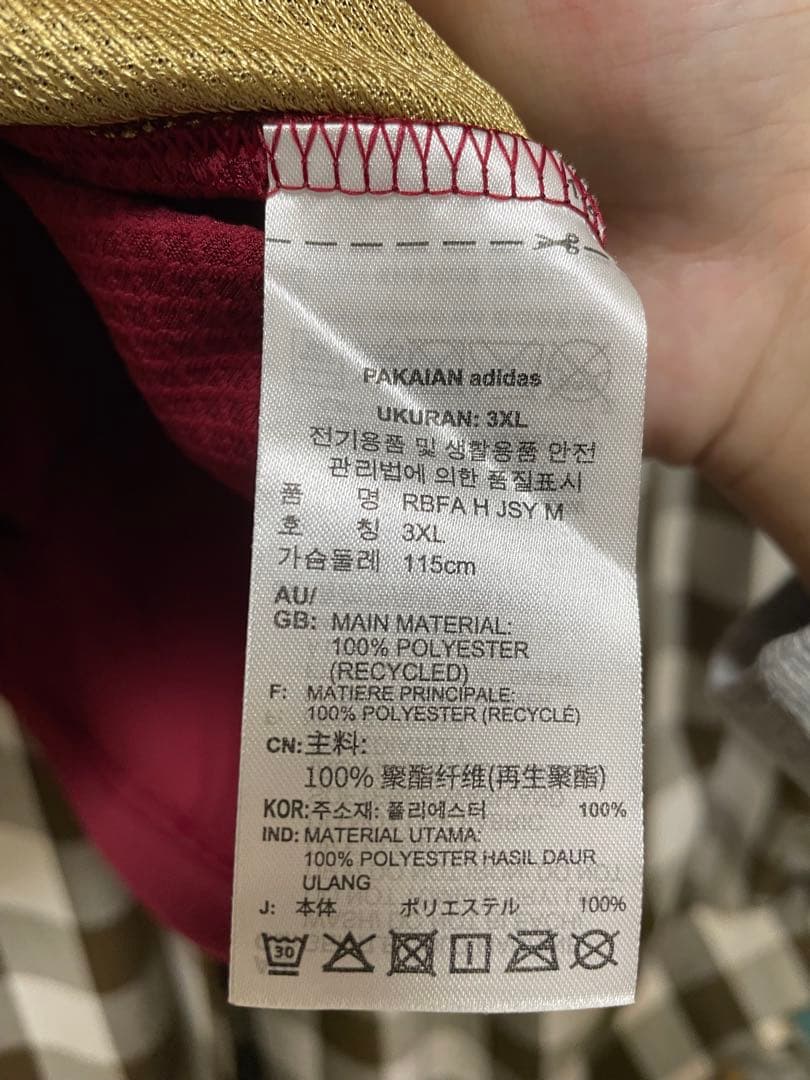 PAKAIAN adidas
UKURAN: 3XL
전기용품 및 생활용품 안전
관리법에 의한 품질표시
품 명 RBFA H JSY M
호 칭 3XL
가슴둘레 115cm
AU/
GB: MAIN MATERIAL:
100% POLYESTER
(RECYCLED)
F: MATIERE PRINCIPALE:
100% POLYESTER (RECYCLÉ)
CN: 主料:
100% 聚酯纤维(再生聚酯)
KOR: 주소재: 폴리에스터 100%
IND: MATERIAL UTAMA:
100% POLYESTER HASIL DAUR
ULANG
J: 本体 ポリエステル 100%
30